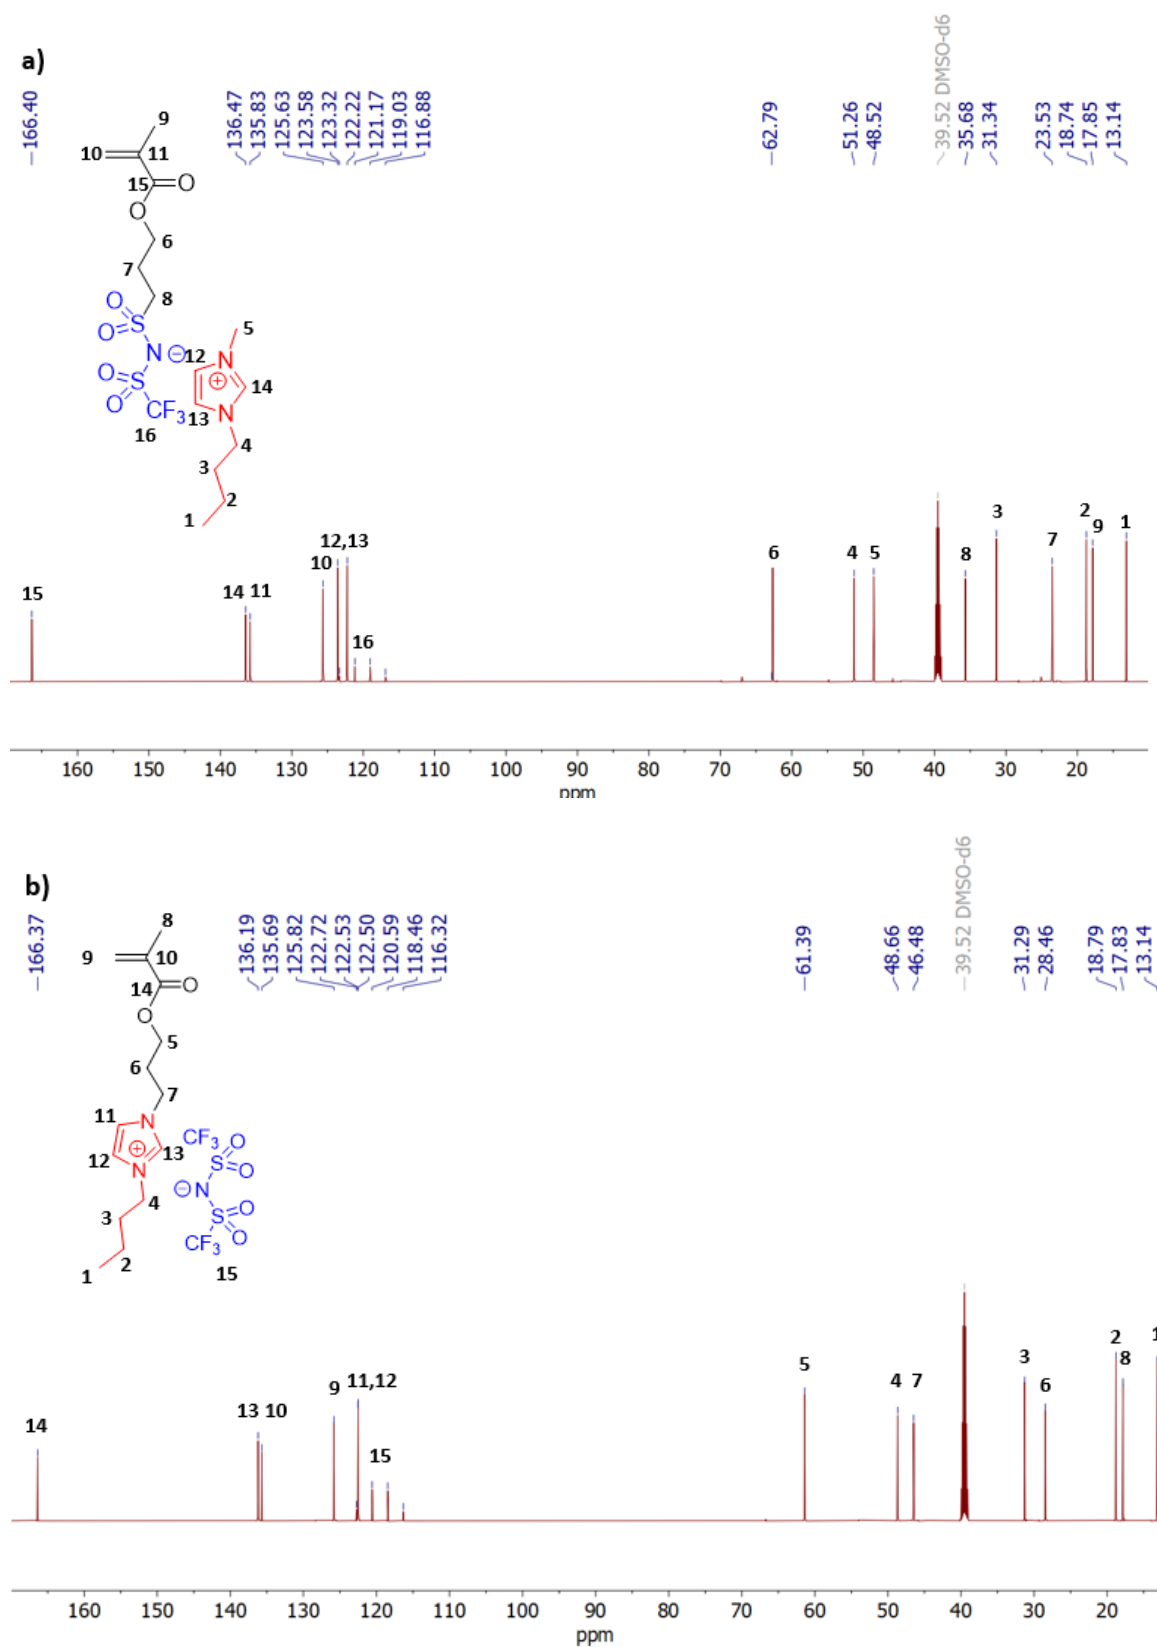 a)
166.40
136.47
135.83
125.63
123.58
123.32
122.22
121.17
119.03
116.88
62.79
51.26
48.52
39.52 DMSO-d6
35.68
31.34
23.53
18.74
17.85
13.14
9
10
11
15 O
O
6
7
8
O
S
O
N ⊖
O
S
O
CF3
16
5
12 N
⊕ 14
13 N
4
3
2
1
15
14 11
10
12,13
16
6
4
5
8
3
7
2
9
1
160 150 140 130 120 110 100 90 80 70 60 50 40 30 20
ppm
b)
166.37
136.19
135.69
125.82
122.72
122.53
122.50
120.59
118.46
116.32
61.39
48.66
46.48
39.52 DMSO-d6
31.29
28.46
18.79
17.83
13.14
8
9
10
14 O
O
5
6
7
11 N
⊕ 13
12 N
4
3
2
1
CF3
O
S
O
⊖ N
S O
O
CF3
15
14
13 10
9
11,12
15
5
4 7
3
6
2
8
1
160 150 140 130 120 110 100 90 80 70 60 50 40 30 20
ppm